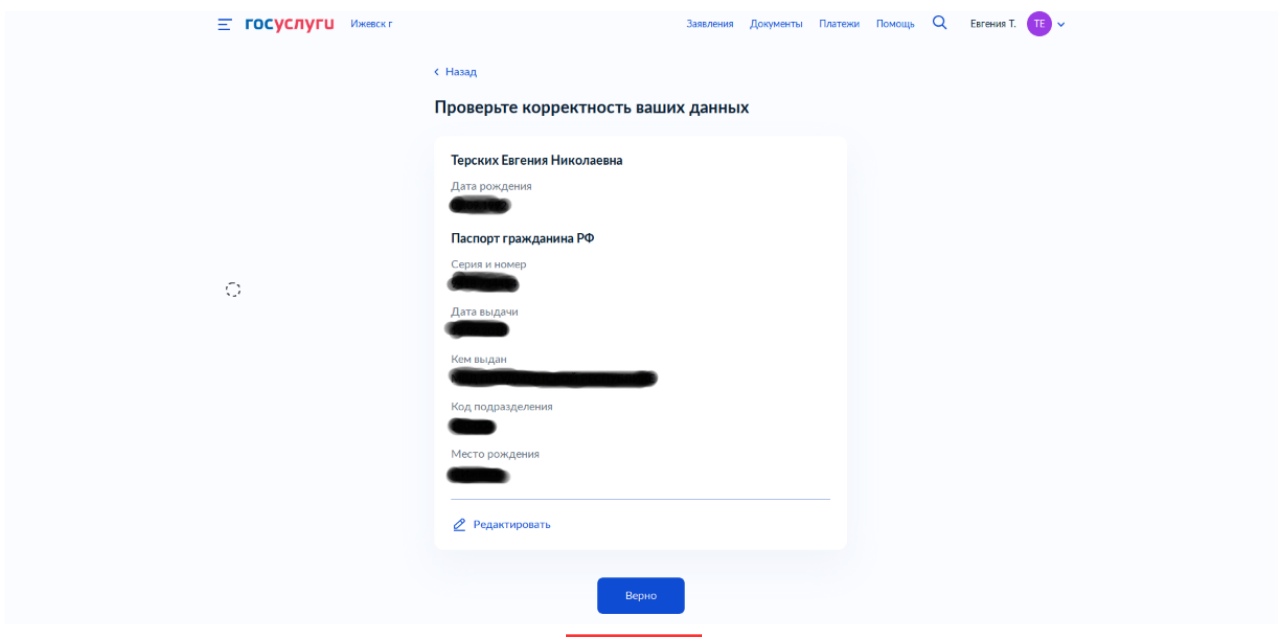 госуслуги Ижевск г Заявления Документы Платежи Помощь Евгения Т. ТЕ
Назад
Проверьте корректность ваших данных
Терских Евгения Николаевна
Дата рождения
Паспорт гражданина РФ
Серия и номер
Дата выдачи
Кем выдан
Код подразделения
Место рождения
Редактировать
Верно